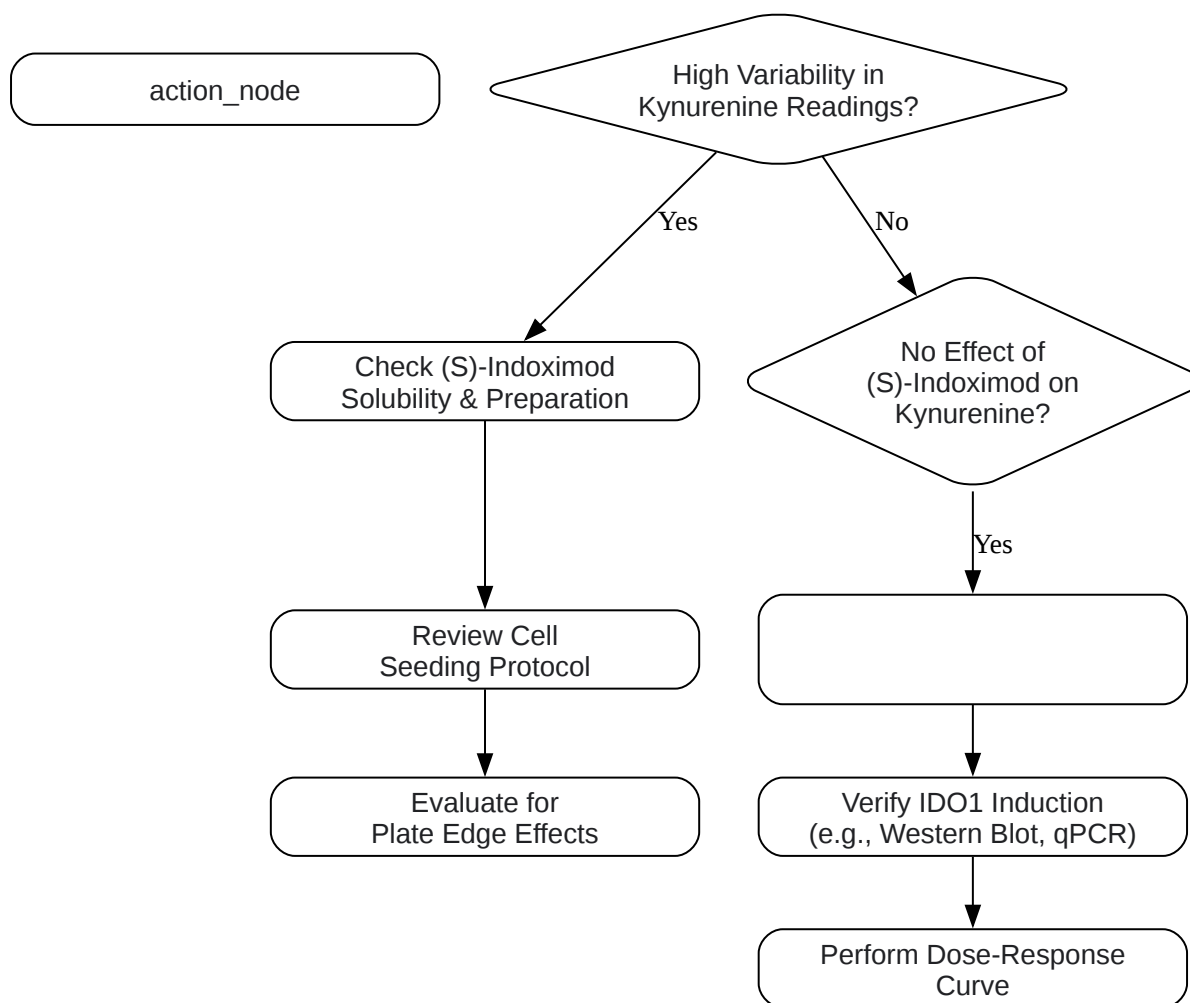 action_node
High Variability in
Kynurenine Readings?
Yes
No
Check (S)-Indoximod
Solubility & Preparation
No Effect of
(S)-Indoximod on
Kynurenine?
Yes
Review Cell
Seeding Protocol
Evaluate for
Plate Edge Effects
Verify IDO1 Induction
(e.g., Western Blot, qPCR)
Perform Dose-Response
Curve